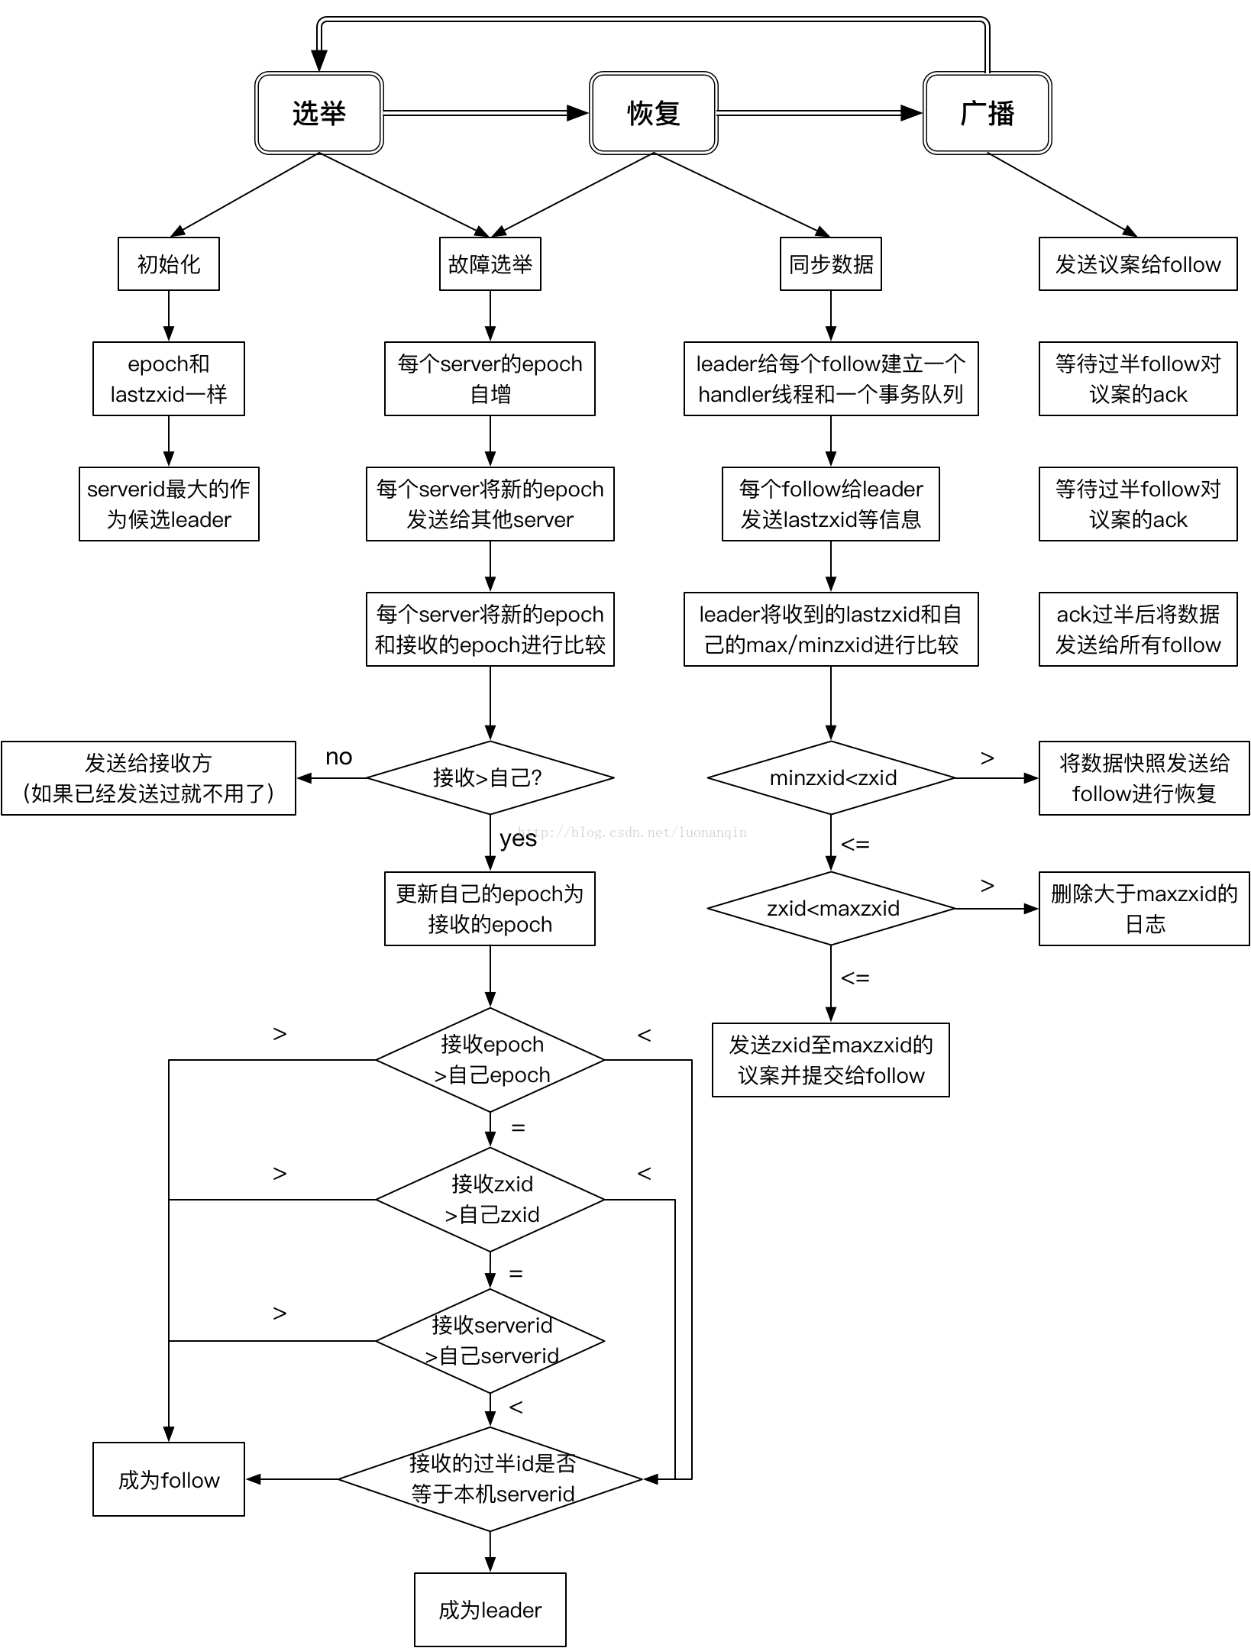 选举
恢复
广播
初始化
故障选举
同步数据
发送议案给follow
epoch和
lastzxid一样
每个server的epoch
自增
leader给每个follow建立一个
handler线程和一个事务队列
等待过半follow对
议案的ack
serverid最大的作
为候选leader
每个server将新的epoch
发送给其他server
每个follow给leader
发送lastzxid等信息
等待过半follow对
议案的ack
每个server将新的epoch
和接收的epoch进行比较
leader将收到的lastzxid和自
己的max/minzxid进行比较
ack过半后将数据
发送给所有follow
发送给接收方
（如果已经发送过就不用了）
no
接收>自己?
minzxid<zxid
>
将数据快照发送给
follow进行恢复
yes
http://blog.csdn.net/luonanqin
<=
更新自己的epoch为
接收的epoch
zxid<maxzxid
>
删除大于maxzxid的
日志
<=
>
接收epoch
>自己epoch
<
发送zxid至maxzxid的
议案并提交给follow
=
>
接收zxid
>自己zxid
<
=
>
接收serverid
>自己serverid
<
成为follow
接收的过半id是否
等于本机serverid
成为leader